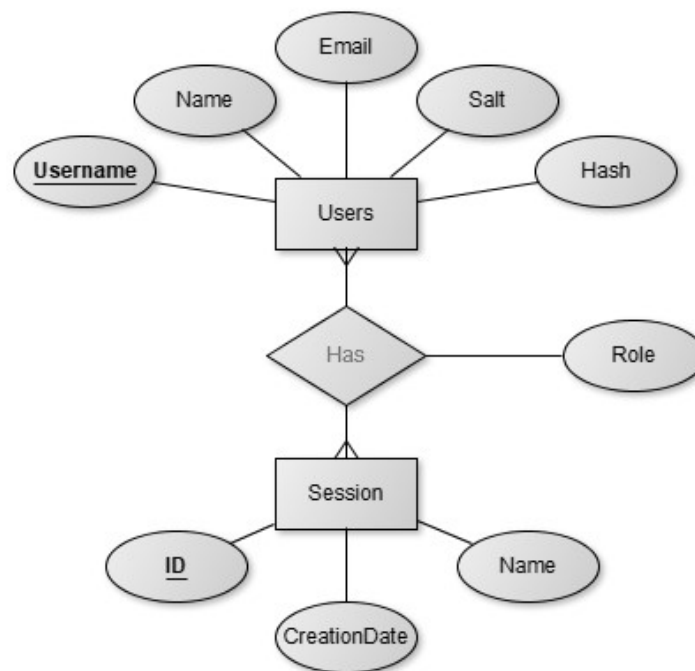 Email
Name
Salt
Username
Hash
Users
Has
Role
Session
ID
Name
CreationDate